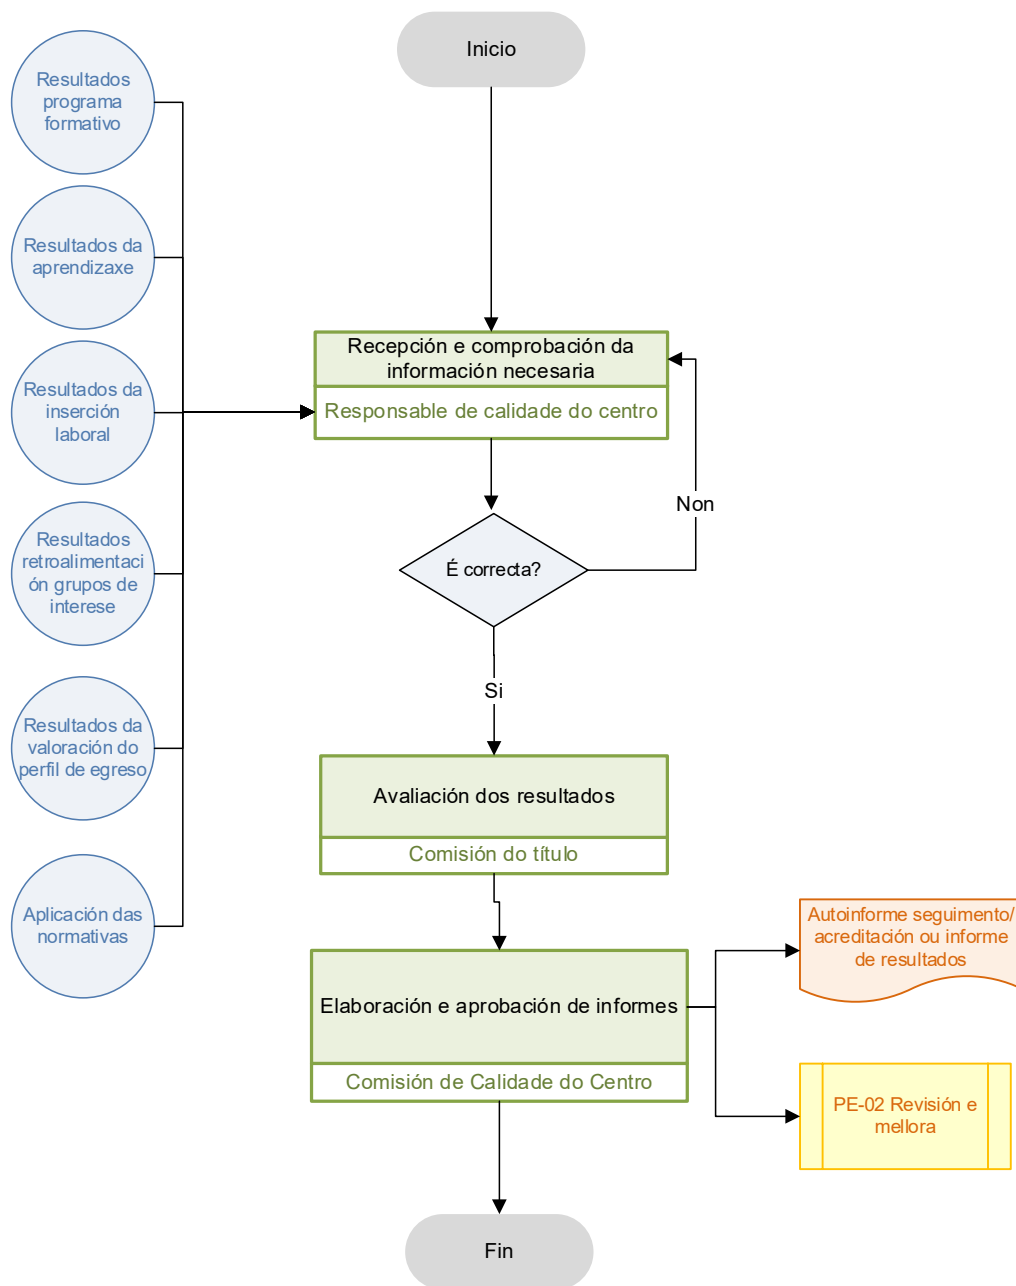 Inicio
Resultados
programa
formativo
Resultados da
aprendizaxe
Resultados da
inserción
laboral
Resultados
retroalimentaci
ón grupos de
interese
Resultados da
valoración do
perfil de egreso
Aplicación das
normativas
Recepción e comprobación da
información necesaria
Responsable de calidade do centro
Non
É correcta?
Si
Avaliación dos resultados
Comisión do título
Elaboración e aprobación de informes
Comisión de Calidade do Centro
Autoinforme seguimento/
acreditación ou informe
de resultados
PE-02 Revisión e
mellora
Fin